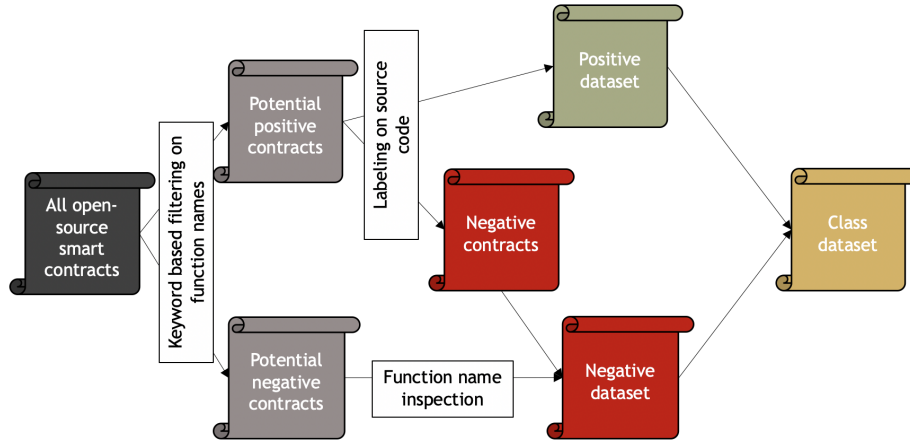 All open-
source
smart
contracts
Keyword based filtering on
function names
Potential
positive
contracts
Potential
negative
contracts
Labeling on source
code
Function name
inspection
Positive
dataset
Negative
contracts
Negative
dataset
Class
dataset